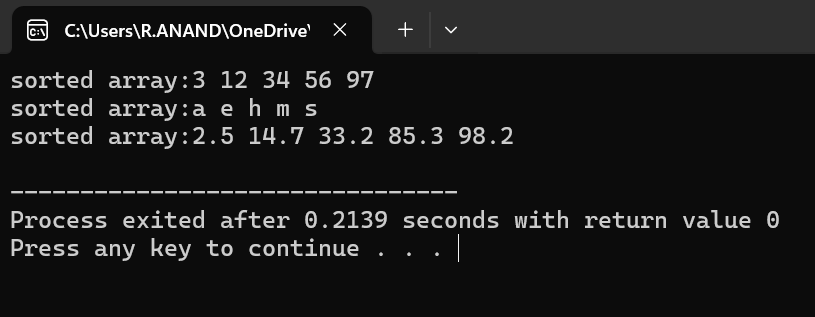 C:\Users\R.ANAND\OneDrive\
sorted array:3 12 34 56 97
sorted array:a e h m s
sorted array:2.5 14.7 33.2 85.3 98.2
--------------------------------
Process exited after 0.2139 seconds with return value 0
Press any key to continue . . .